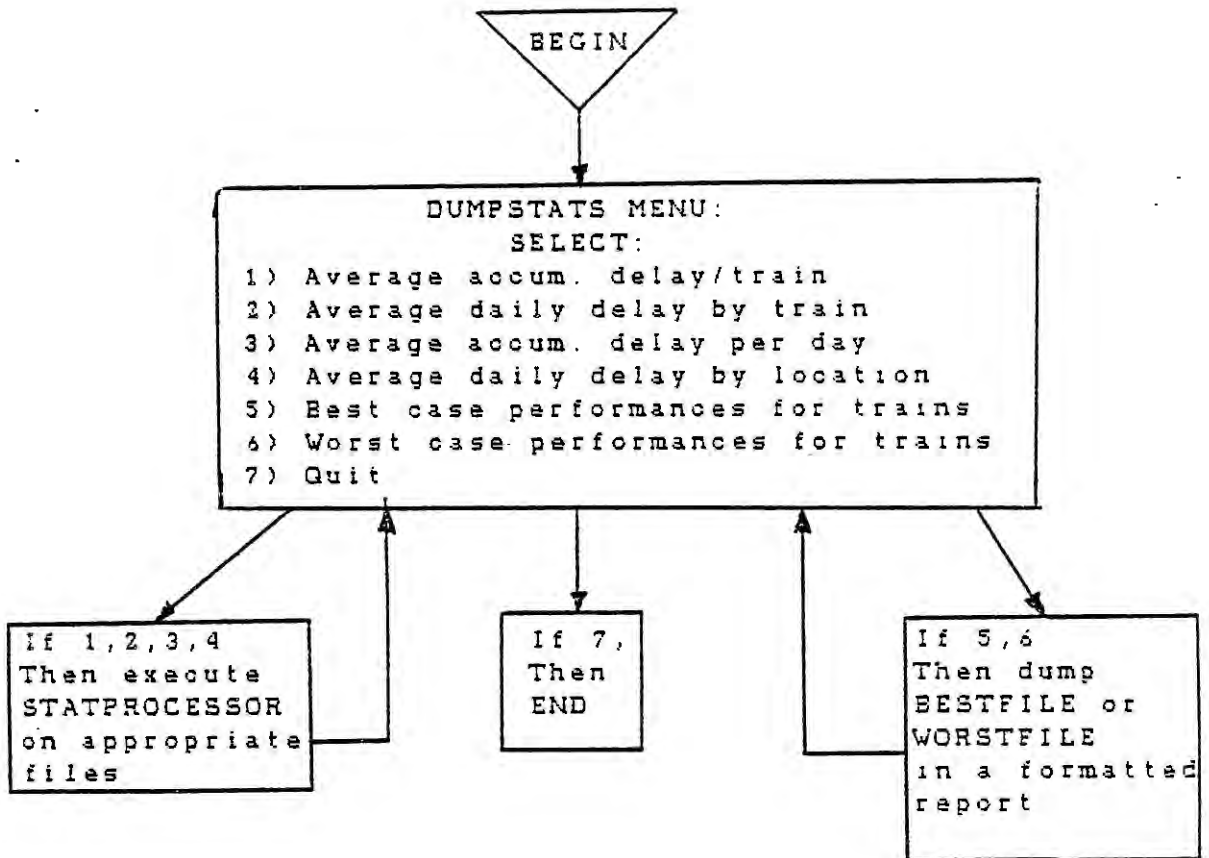 BEGIN
DUMPSTATS MENU:
SELECT:
1) Average accum. delay/train
2) Average daily delay by train
3) Average accum. delay per day
4) Average daily delay by location
5) Best case performances for trains
6) Worst case performances for trains
7) Quit
If 1,2,3,4
Then execute
STATPROCESSOR
on appropriate
files
If 7,
Then
END
If 5,6
Then dump
BESTFILE or
WORSTFILE
in a formatted
report